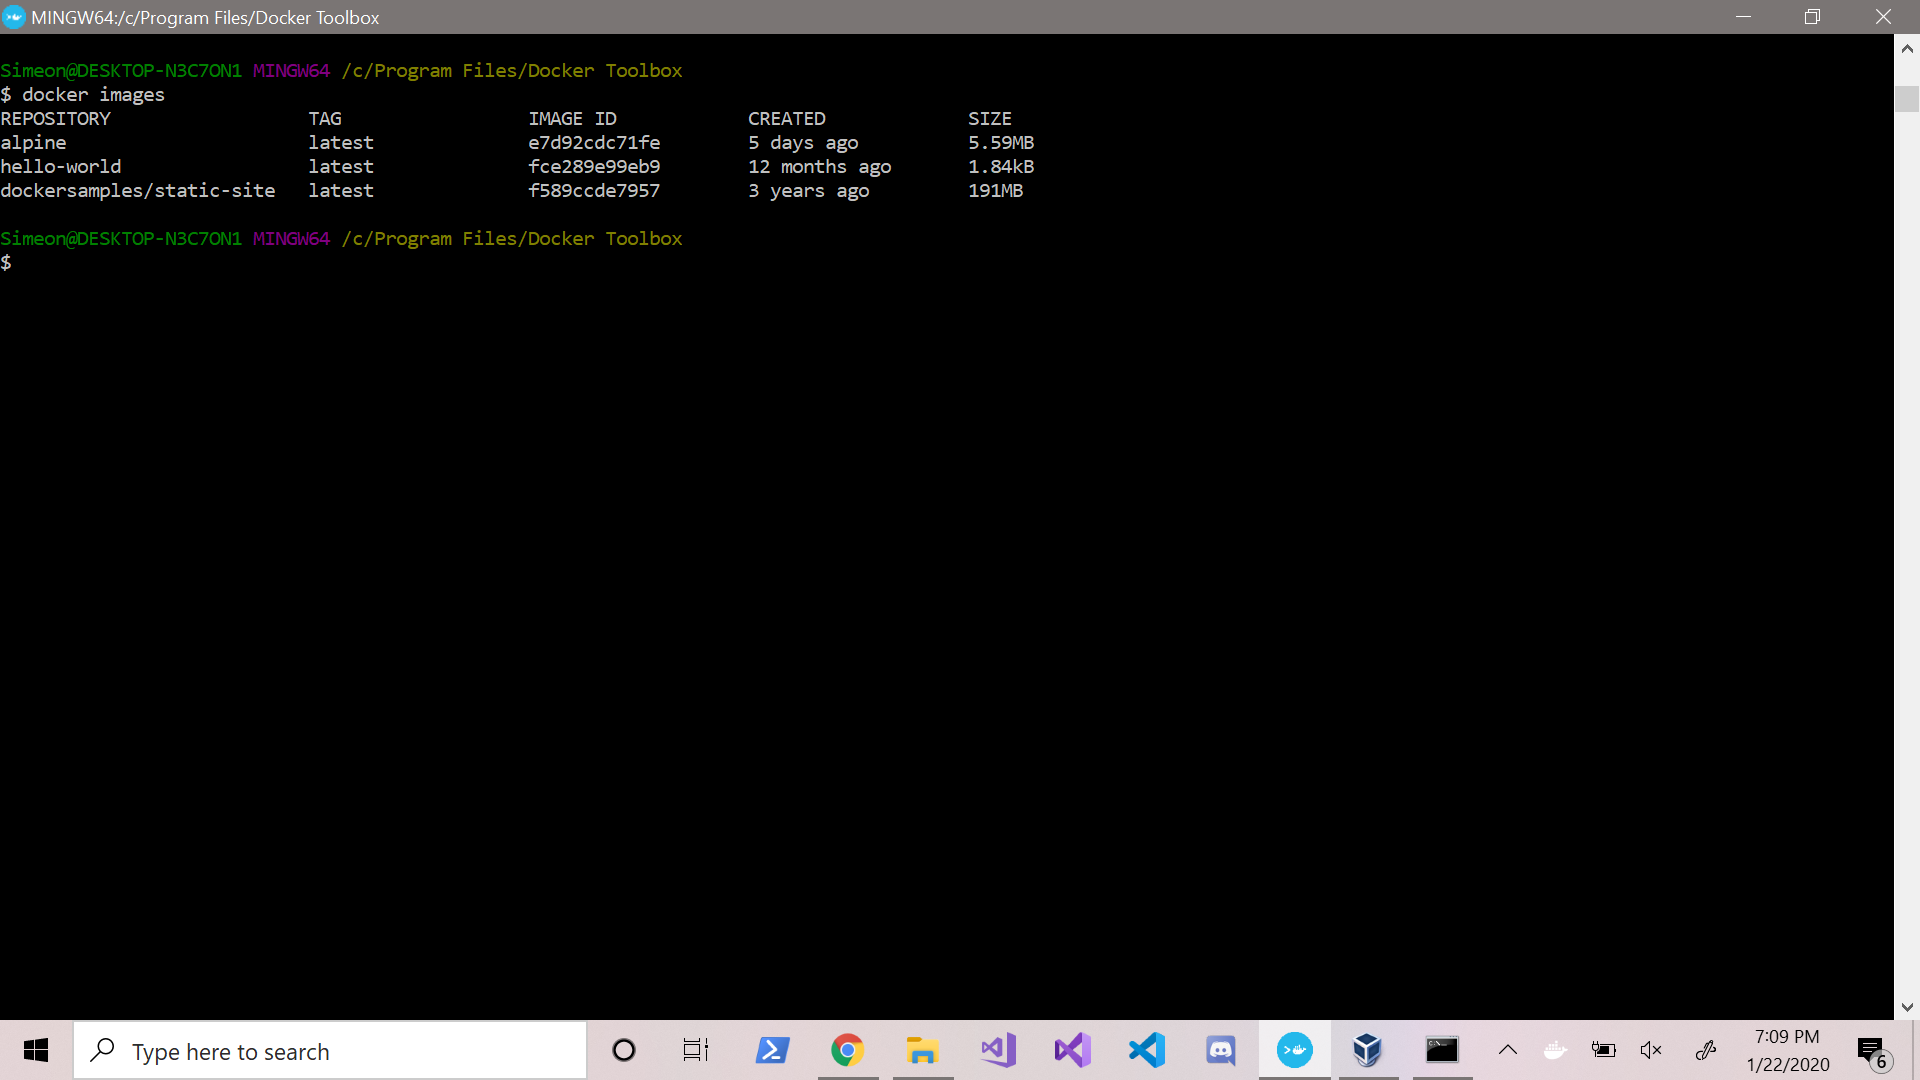 MINGW64:/c/Program Files/Docker Toolbox
Simeon@DESKTOP-N3C7ON1 MINGW64 /c/Program Files/Docker Toolbox
$ docker images
REPOSITORY TAG IMAGE ID CREATED SIZE
alpine latest e7d92cdc71fe 5 days ago 5.59MB
hello-world latest fce289e99eb9 12 months ago 1.84kB
dockersamples/static-site latest f589ccde7957 3 years ago 191MB
Simeon@DESKTOP-N3C7ON1 MINGW64 /c/Program Files/Docker Toolbox
$
Type here to search
7:09 PM
1/22/2020
6